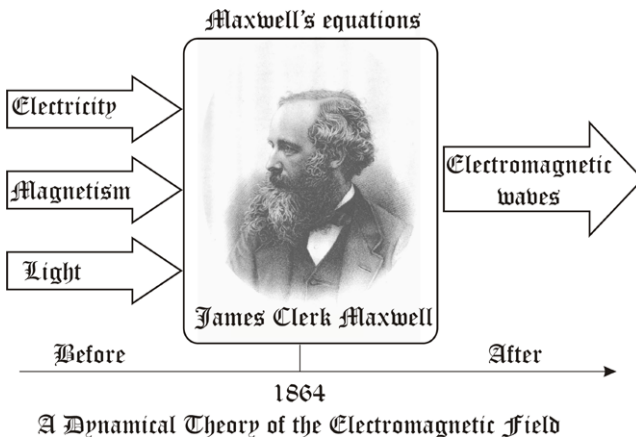 Maxwell's equations
Electricity
Magnetism
Light
James Clerk Maxwell
Electromagnetic
waves
Before
After
1864
A Dynamical Theory of the Electromagnetic Field